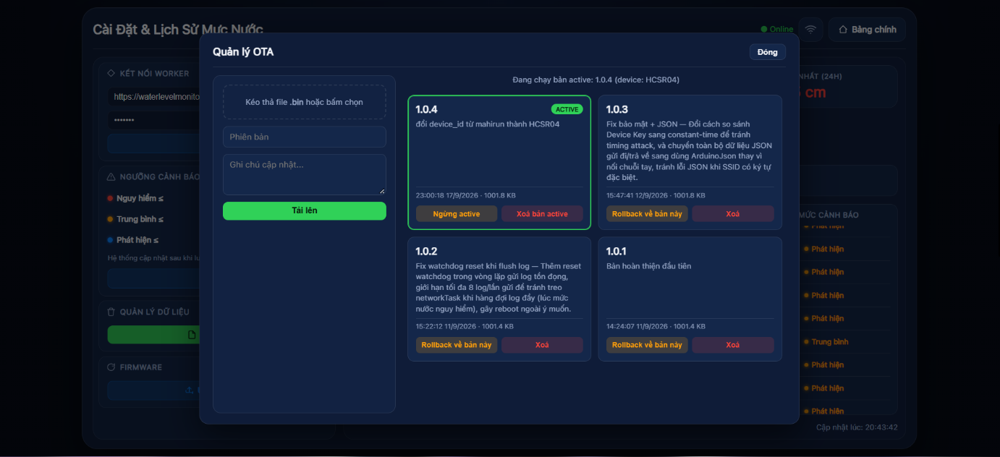 Cài Đặt & Lịch Sử Mực Nước
Online
Bảng chính
KẾT NỐI WORKER
https://waterlevelmonito
•••••••
NGƯỠNG CẢNH BÁO
Nguy hiểm ≤
Trung bình ≤
Phát hiện ≤
Hệ thống cập nhật sau khi
QUẢN LÝ DỮ LIỆU
FIRMWARE
Quản lý OTA
Đóng
Kéo thả file .bin hoặc bấm chọn
Phiên bản
Ghi chú cập nhật...
Tải lên
Đang chạy bản active: 1.0.4 (device: HCSR04)
1.0.4
ACTIVE
đổi device_id từ mahirun thành HCSR04
23:00:18 17/9/2026 · 1001.8 KB
Ngừng active
Xoá bản active
1.0.3
Fix bảo mật + JSON — Đổi cách so sánh
Device Key sang constant-time để tránh
timing attack, và chuyển toàn bộ dữ liệu JSON
gửi đi/trả về sang dùng ArduinoJson thay vì
nối chuỗi tay, tránh lỗi JSON khi SSID có ký tự
đặc biệt.
15:47:41 12/9/2026 · 1001.8 KB
Rollback về bản này
Xoá
1.0.2
Fix watchdog reset khi flush log — Thêm reset
watchdog trong vòng lặp gửi log tồn đọng,
giới hạn tối đa 8 log/lần gửi để tránh treo
networkTask khi hàng đợi log đầy (lúc mức
nước nguy hiểm), gây reboot ngoài ý muốn.
15:22:12 11/9/2026 · 1001.4 KB
Rollback về bản này
Xoá
1.0.1
Bản hoàn thiện đầu tiên
14:24:07 11/9/2026 · 1001.4 KB
Rollback về bản này
Xoá
NHẤT (24H)
cm
MỨC CẢNH BÁO
Phát hiện
Phát hiện
Phát hiện
Phát hiện
Phát hiện
Trung bình
Phát hiện
Phát hiện
Phát hiện
Cập nhật lúc: 20:43:42